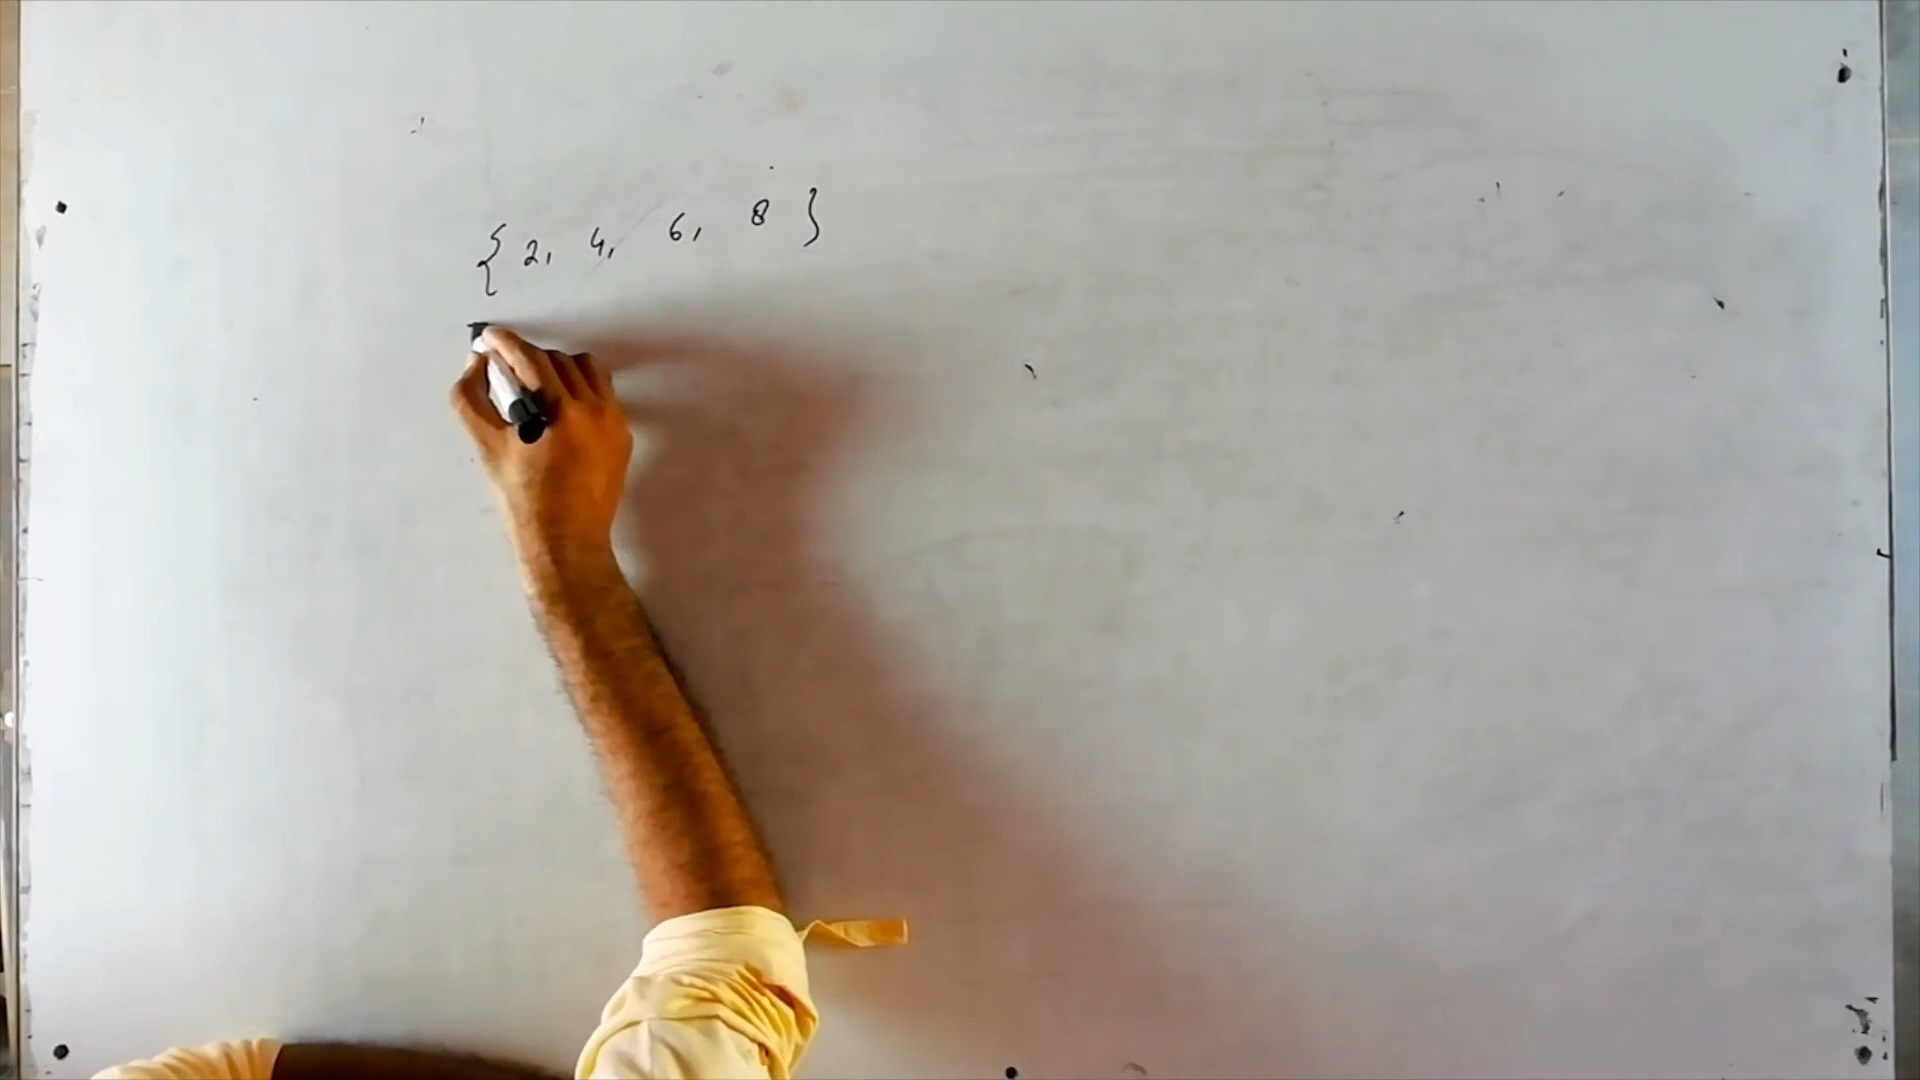 { 2, 4, 6, 8 }